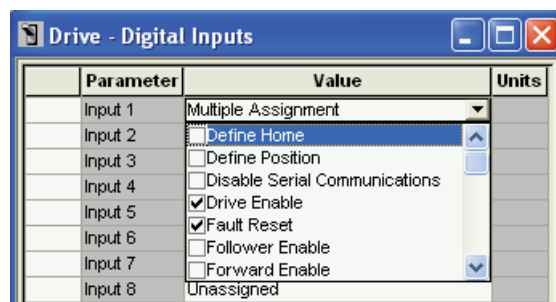 Drive - Digital Inputs
Parameter Value Units
Input 1 Multiple Assignment
Input 2 Define Home
Input 3 Define Position
Input 4 Disable Serial Communications
Input 5 Drive Enable
Input 6 Fault Reset
Input 7 Follower Enable
Forward Enable
Input 8 Unassigned